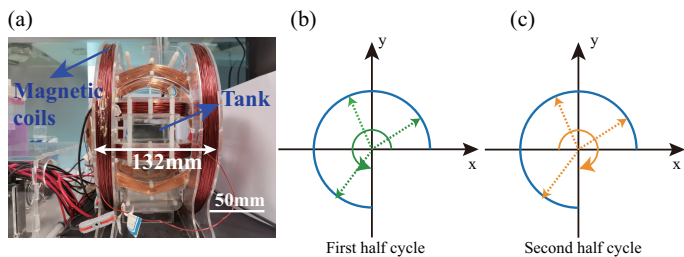 (a)
Magnetic
coils
Tank
132mm
50mm
(b)
y
x
First half cycle
(c)
y
x
Second half cycle